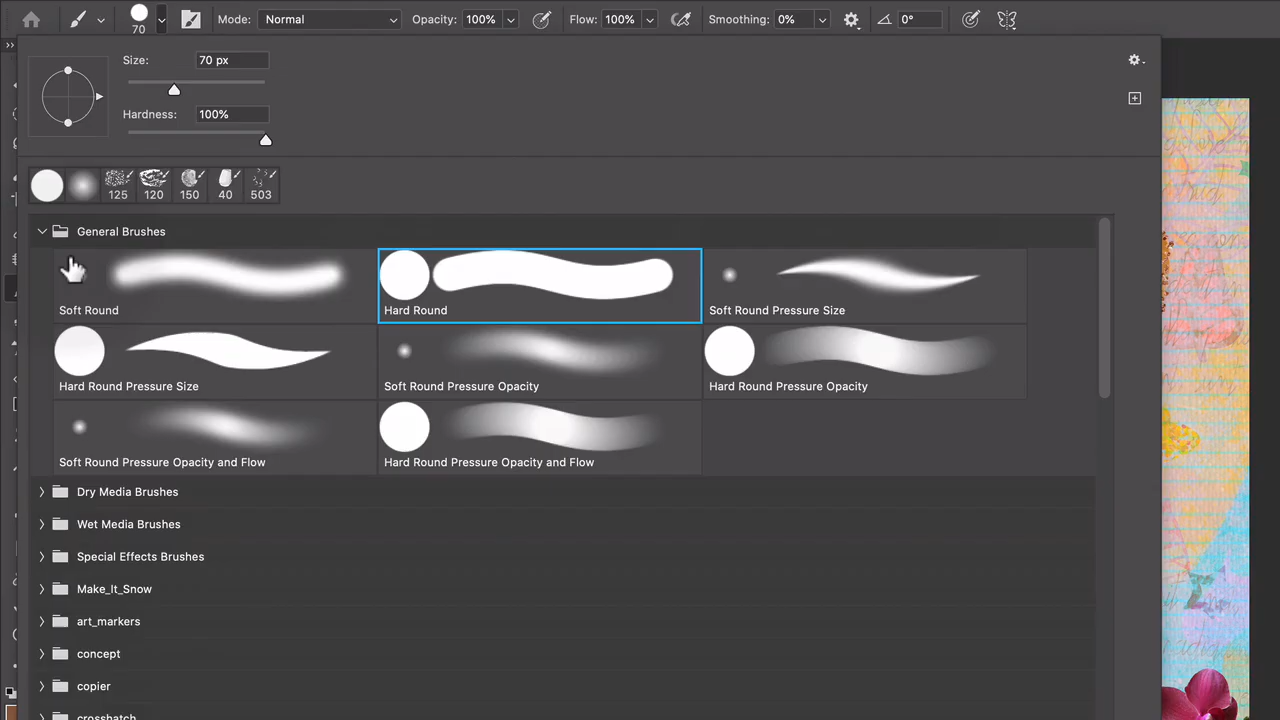 70
Mode: Normal Opacity: 100% Flow: 100% Smoothing: 0% 0°
Size: 70 px
Hardness: 100%
125 120 150 40 503
General Brushes
Soft Round Hard Round Soft Round Pressure Size
Hard Round Pressure Size Soft Round Pressure Opacity Hard Round Pressure Opacity
Soft Round Pressure Opacity and Flow Hard Round Pressure Opacity and Flow
Dry Media Brushes
Wet Media Brushes
Special Effects Brushes
Make_It_Snow
art_markers
concept
copier
crosshatch